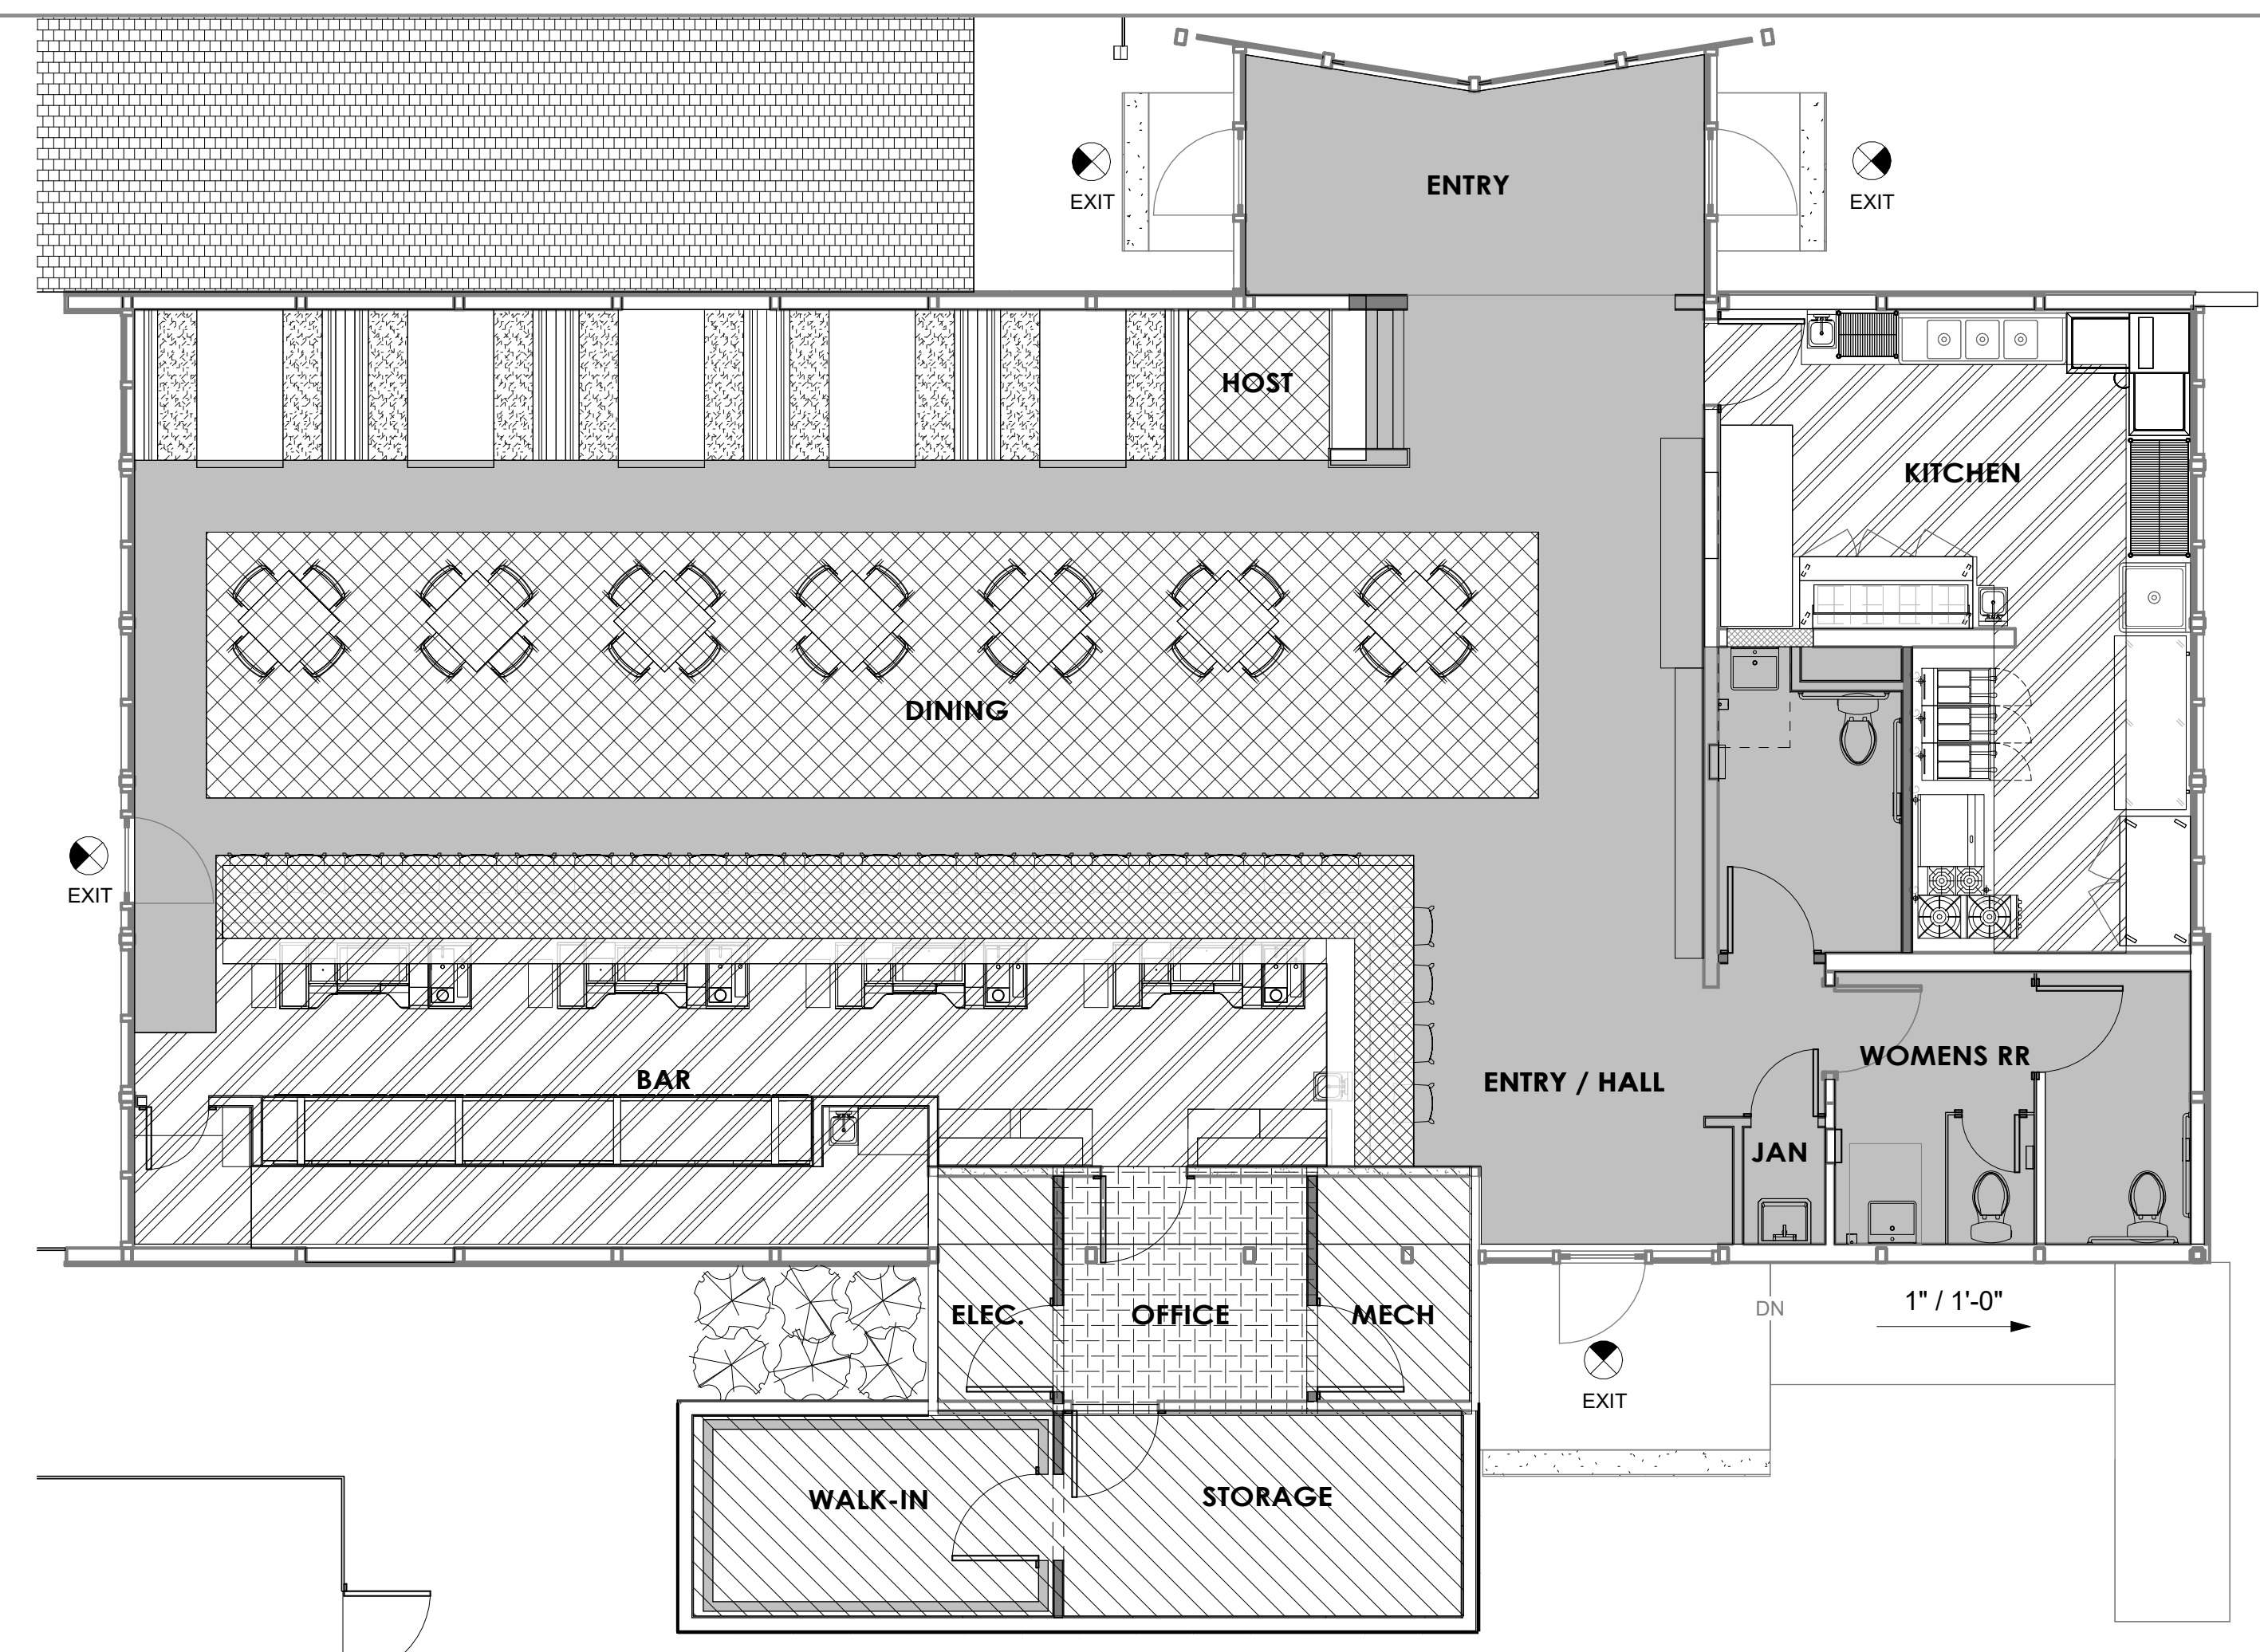 ENTRY
EXIT
EXIT
HOST
KITCHEN
DINING
EXIT
BAR
ENTRY / HALL
WOMENS RR
JAN
ELEC.
OFFICE
MECH
DN
1" / 1'-0"
EXIT
WALK-IN
STORAGE